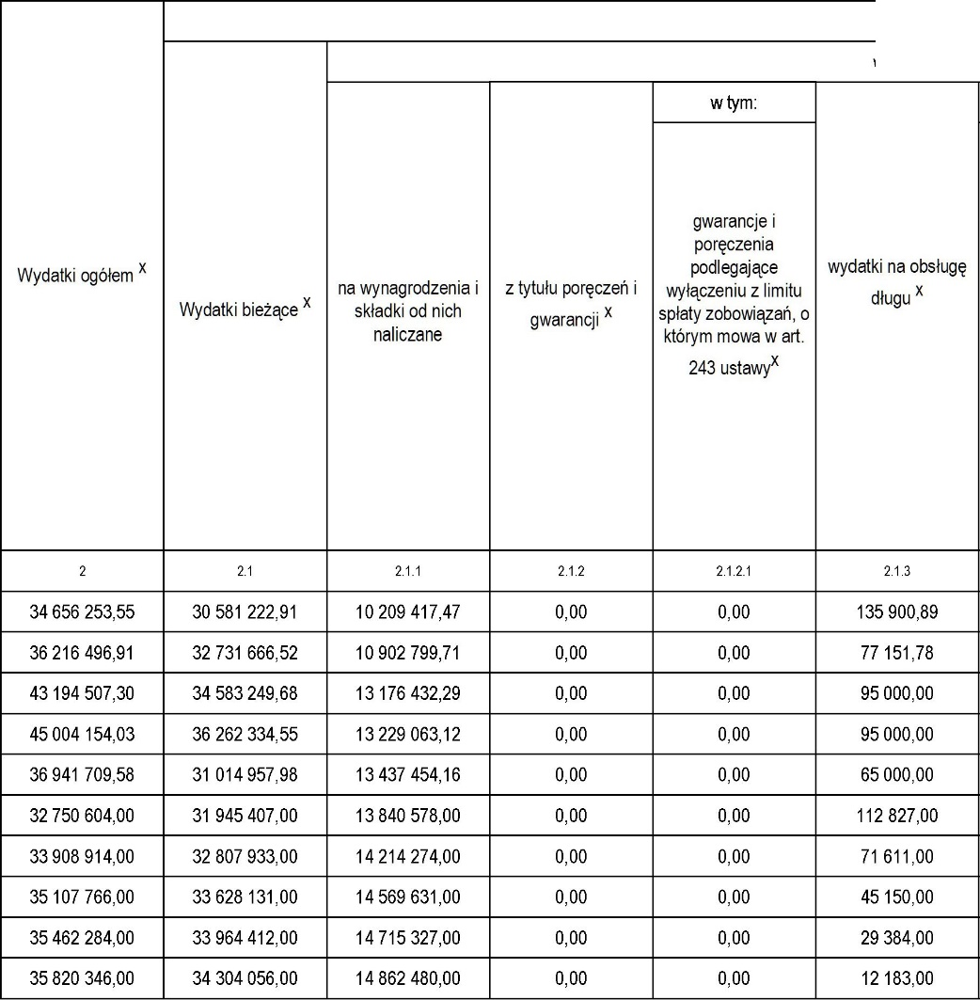 w tym:
Wydatki ogółem x
Wydatki bieżące x
na wynagrodzenia i
składki od nich
naliczane
z tytułu poręczeń i
gwarancji x
gwarancje i
poręczenia
podlegające
wyłączeniu z limitu
spłaty zobowiązań, o
którym mowa w art.
243 ustawyx
wydatki na obsługę
długu x
2 2.1 2.1.1 2.1.2 2.1.2.1 2.1.3
34 656 253,55 30 581 222,91 10 209 417,47 0,00 0,00 135 900,89
36 216 496,91 32 731 666,52 10 902 799,71 0,00 0,00 77 151,78
43 194 507,30 34 583 249,68 13 176 432,29 0,00 0,00 95 000,00
45 004 154,03 36 262 334,55 13 229 063,12 0,00 0,00 95 000,00
36 941 709,58 31 014 957,98 13 437 454,16 0,00 0,00 65 000,00
32 750 604,00 31 945 407,00 13 840 578,00 0,00 0,00 112 827,00
33 908 914,00 32 807 933,00 14 214 274,00 0,00 0,00 71 611,00
35 107 766,00 33 628 131,00 14 569 631,00 0,00 0,00 45 150,00
35 462 284,00 33 964 412,00 14 715 327,00 0,00 0,00 29 384,00
35 820 346,00 34 304 056,00 14 862 480,00 0,00 0,00 12 183,00